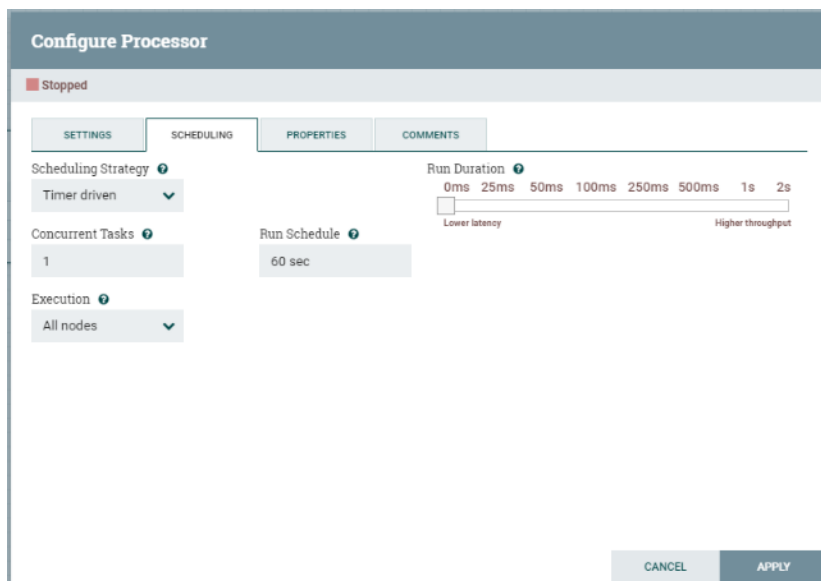 Configure Processor
Stopped
SETTINGS SCHEDULING PROPERTIES COMMENTS
Scheduling Strategy Run Duration
Timer driven 0ms 25ms 50ms 100ms 250ms 500ms 1s 2s
Lower latency Higher throughput
Concurrent Tasks Run Schedule
1 60 sec
Execution
All nodes
CANCEL APPLY